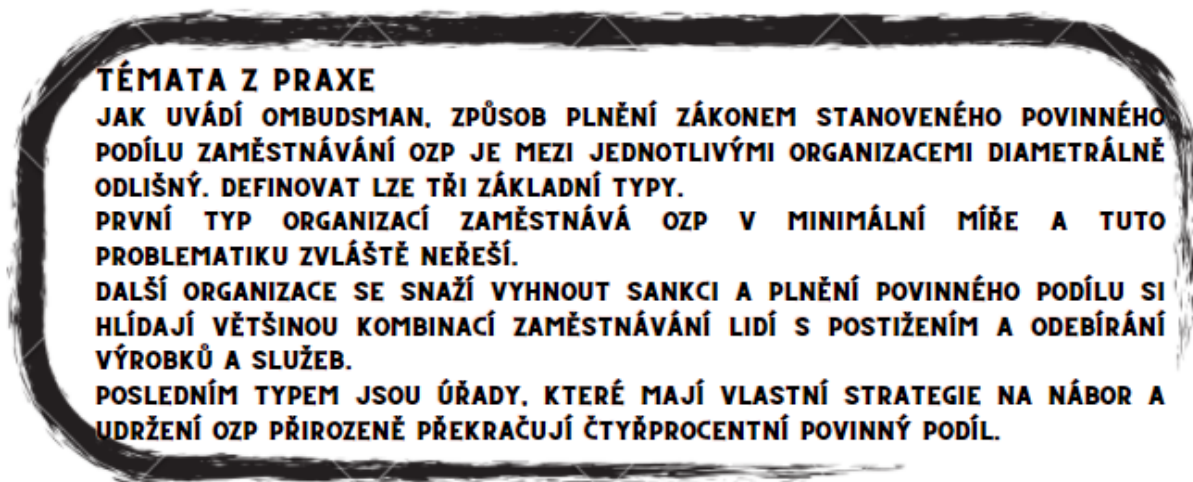 TÉMATA Z PRAXE
JAK UVÁDÍ OMBUDSMAN, ZPŮSOB PLNĚNÍ ZÁKONEM STANOVENÉHO POVINNÉHO
PODÍLU ZAMĚSTNÁVÁNÍ OZP JE MEZI JEDNOTLIVÝMI ORGANIZACEMI DIAMETRÁLNĚ
ODLIŠNÝ. DEFINOVAT LZE TŘI ZÁKLADNÍ TYPY.
PRVNÍ TYP ORGANIZACÍ ZAMĚSTNÁVÁ OZP V MINIMÁLNÍ MÍŘE A TUTO
PROBLEMATIKU ZVLÁŠTĚ NEŘEŠÍ.
DALŠÍ ORGANIZACE SE SNAŽÍ VYHNOUT SANKCI A PLNĚNÍ POVINNÉHO PODÍLU SI
HLÍDAJÍ VĚTŠINOU KOMBINACÍ ZAMĚSTNÁVÁNÍ LIDÍ S POSTIŽENÍM A ODEBÍRÁNÍ
VÝROBKŮ A SLUŽEB.
POSLEDNÍM TYPEM JSOU ÚŘADY, KTERÉ MAJÍ VLASTNÍ STRATEGIE NA NÁBOR A
UDRŽENÍ OZP PŘIROZENĚ PŘEKRAČUJÍ ČTYŘPROCENTNÍ POVINNÝ PODÍL.